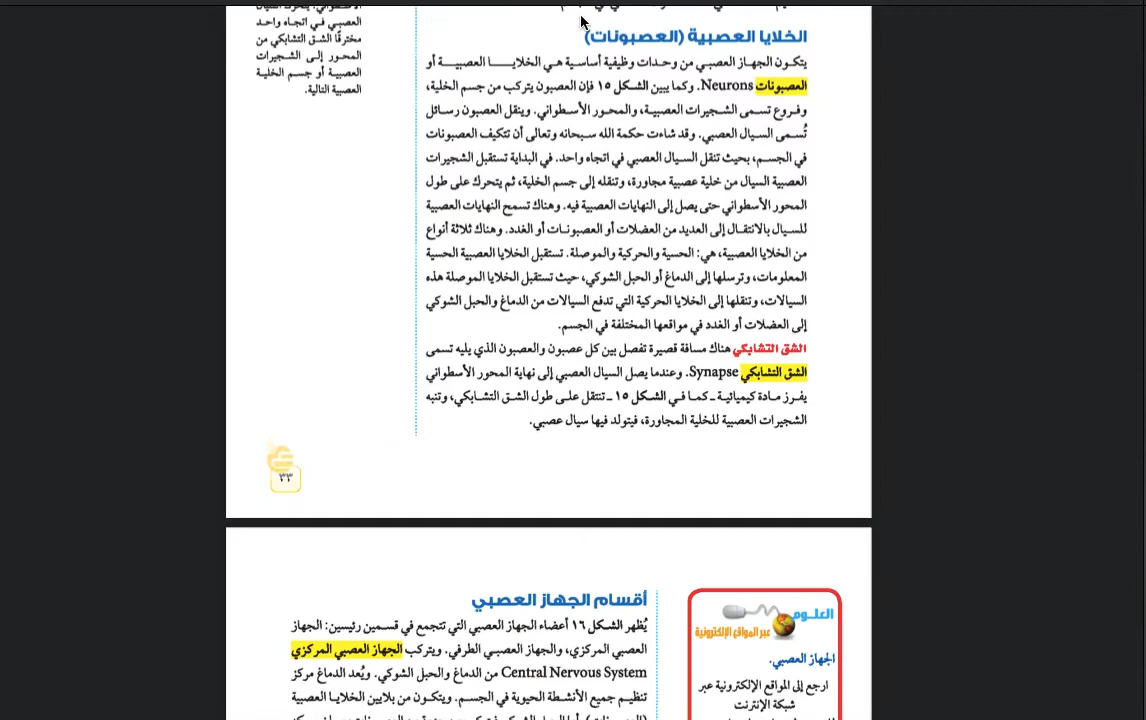 العصبي في اتجاه واحد
مخترقًا الشق التشابكي من
المحور إلى الشجيرات
العصبية أو جسم الخلية
العصبية التالية.
الخلايا العصبية (العصبونات)
يتكون الجهاز العصبي من وحدات وظيفية أساسية هي الخلايا العصبية أو
العصبونات Neurons. وكما يبين الشكل ١٥ فإن العصبون يتركب من جسم الخلية،
وفروع تسمى الشجيرات العصبية، والمحور الأسطواني. وينقل العصبون رسائل
تُسمى السيال العصبي. وقد شاءت حكمة الله سبحانه وتعالى أن تتكيف العصبونات
في الجسم، بحيث تنقل السيال العصبي في اتجاه واحد. في البداية تستقبل الشجيرات
العصبية السيال من خلية عصبية مجاورة، وتنقله إلى جسم الخلية، ثم يتحرك على طول
المحور الأسطواني حتى يصل إلى النهايات العصبية فيه. وهناك تسمح النهايات العصبية
للسيال بالانتقال إلى العديد من العضلات أو العصبونات أو الغدد. وهناك ثلاثة أنواع
من الخلايا العصبية، هي: الحسية والحركية والموصلة. تستقبل الخلايا العصبية الحسية
المعلومات، وترسلها إلى الدماغ أو الحبل الشوكي، حيث تستقبل الخلايا الموصلة هذه
السيالات، وتنقلها إلى الخلايا الحركية التي تدفع السيالات من الدماغ والحبل الشوكي
إلى العضلات أو الغدد في مواقعها المختلفة في الجسم.
الشق التشابكي هناك مسافة قصيرة تفصل بين كل عصبون والعصبون الذي يليه تسمى
الشق التشابكي Synapse. وعندما يصل السيال العصبي إلى نهاية المحور الأسطواني
يفرز مادة كيميائية ـ كما في الشكل ١٥ ـ تنتقل على طول الشق التشابكي، وتنبه
الشجيرات العصبية للخلية المجاورة، فيتولد فيها سيال عصبي.
٣٣
العلوم
عبر المواقع الإلكترونية
الجهاز العصبي.
ارجع إلى المواقع الإلكترونية عبر
شبكة الإنترنت
أقسام الجهاز العصبي
يُظهر الشكل ١٦ أعضاء الجهاز العصبي التي تتجمع في قسمين رئيسين: الجهاز
العصبي المركزي، والجهاز العصبي الطرفي. ويتركب الجهاز العصبي المركزي
Central Nervous System من الدماغ والحبل الشوكي. ويُعد الدماغ مركز
تنظيم جميع الأنشطة الحيوية في الجسم. ويتكون من بلايين الخلايا العصبية